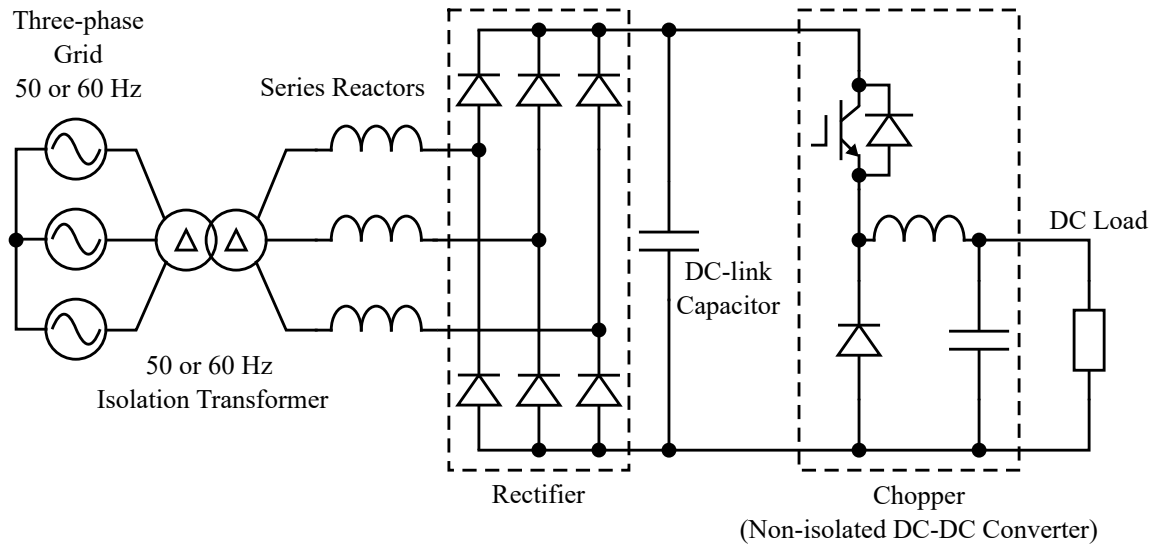 Three-phase
Grid
50 or 60 Hz
Series Reactors
50 or 60 Hz
Isolation Transformer
Rectifier
DC-link
Capacitor
DC Load
Chopper
(Non-isolated DC-DC Converter)